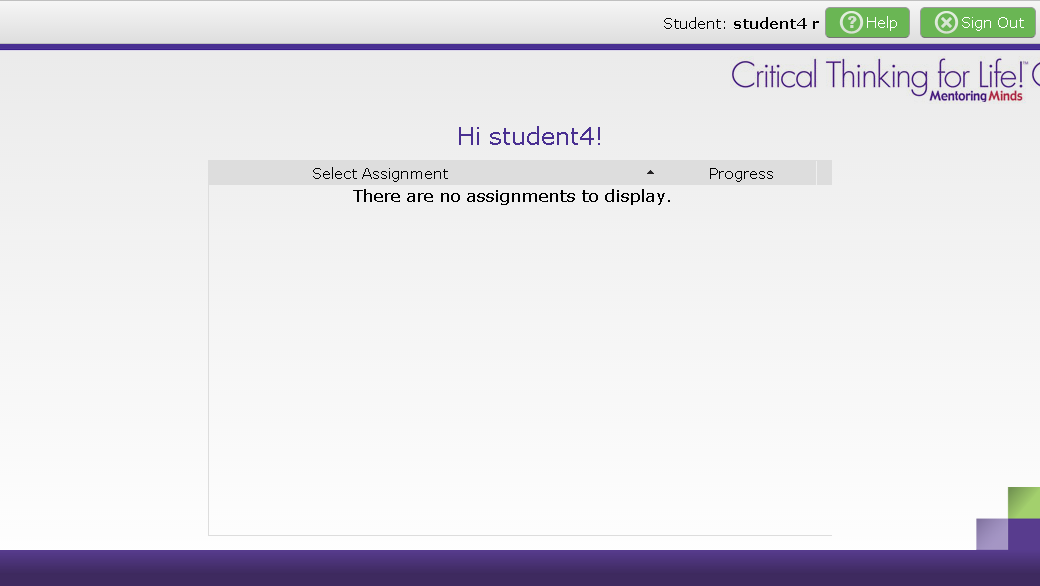 Student: student4 r Help Sign Out
Critical Thinking for Life!™
Mentoring Minds
Hi student4!
Select Assignment Progress
There are no assignments to display.